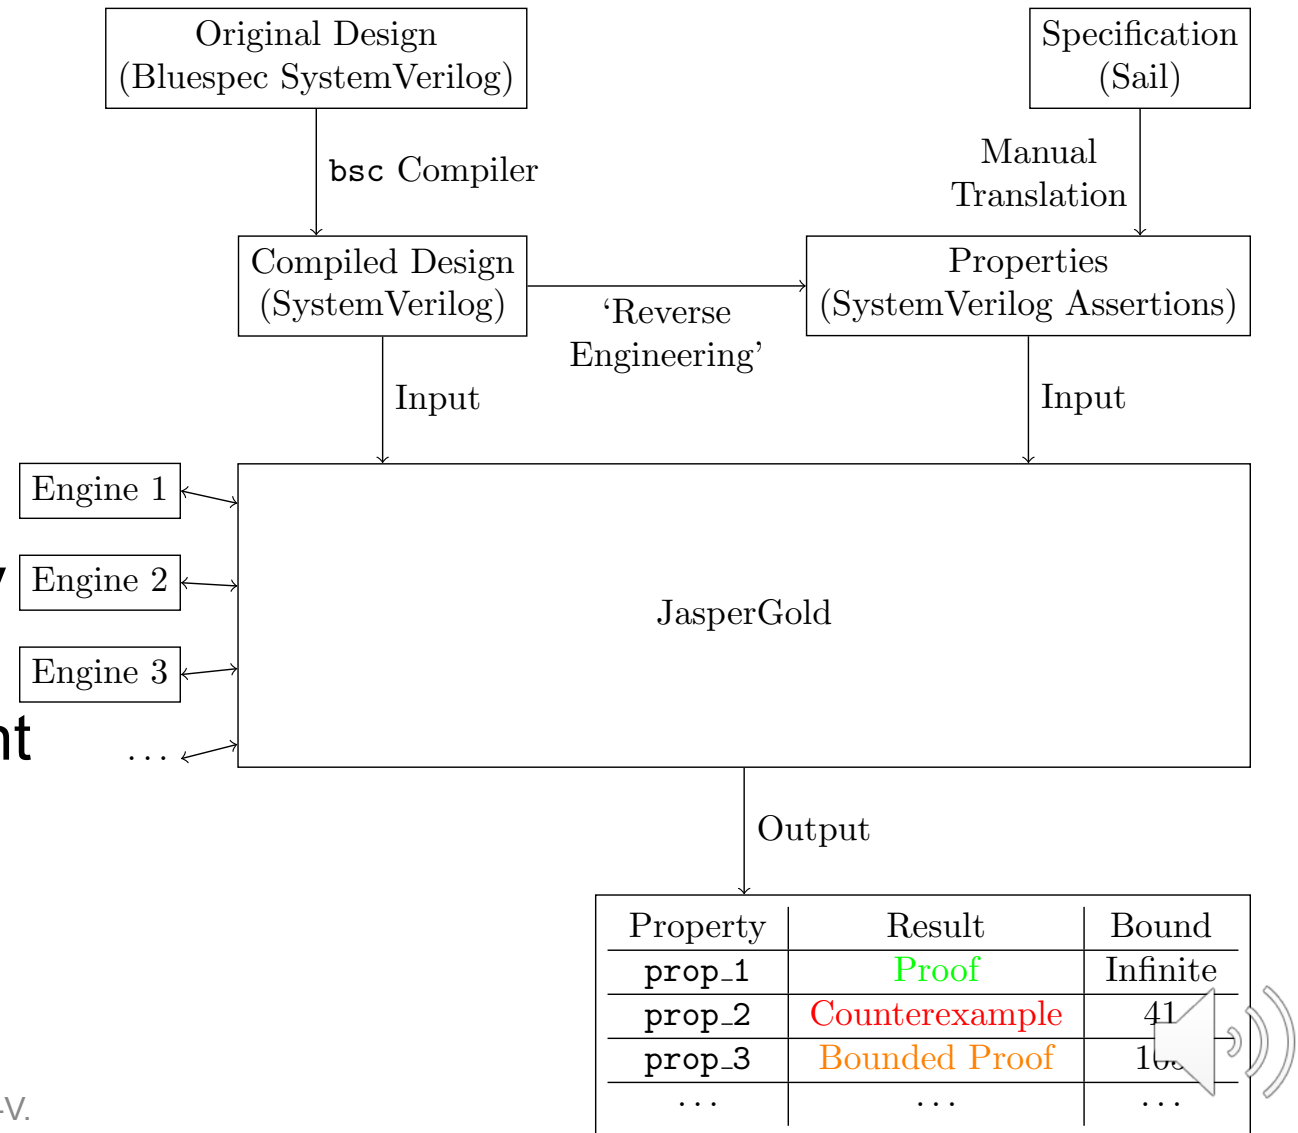 Original Design
(Bluespec SystemVerilog)
Specification
(Sail)
bsc Compiler
Manual
Translation
Compiled Design
(SystemVerilog)
‘Reverse
Engineering’
Properties
(SystemVerilog Assertions)
Input
Input
Engine 1
Engine 2
Engine 3
...
nt
JasperGold
Output
Property Result Bound
prop_1 Proof Infinite
prop_2 Counterexample 41
prop_3 Bounded Proof
... ... ...
-V.